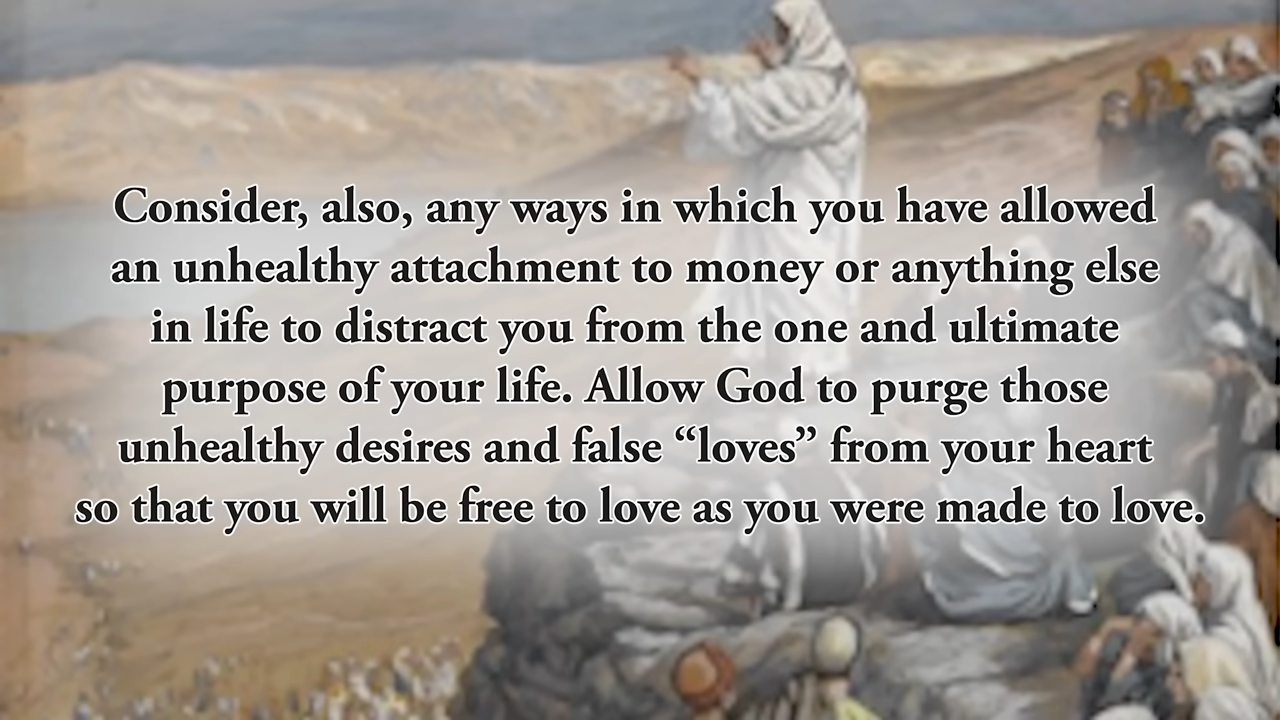 Consider, also, any ways in which you have allowed
an unhealthy attachment to money or anything else
in life to distract you from the one and ultimate
purpose of your life. Allow God to purge those
unhealthy desires and false “loves” from your heart
so that you will be free to love as you were made to love.